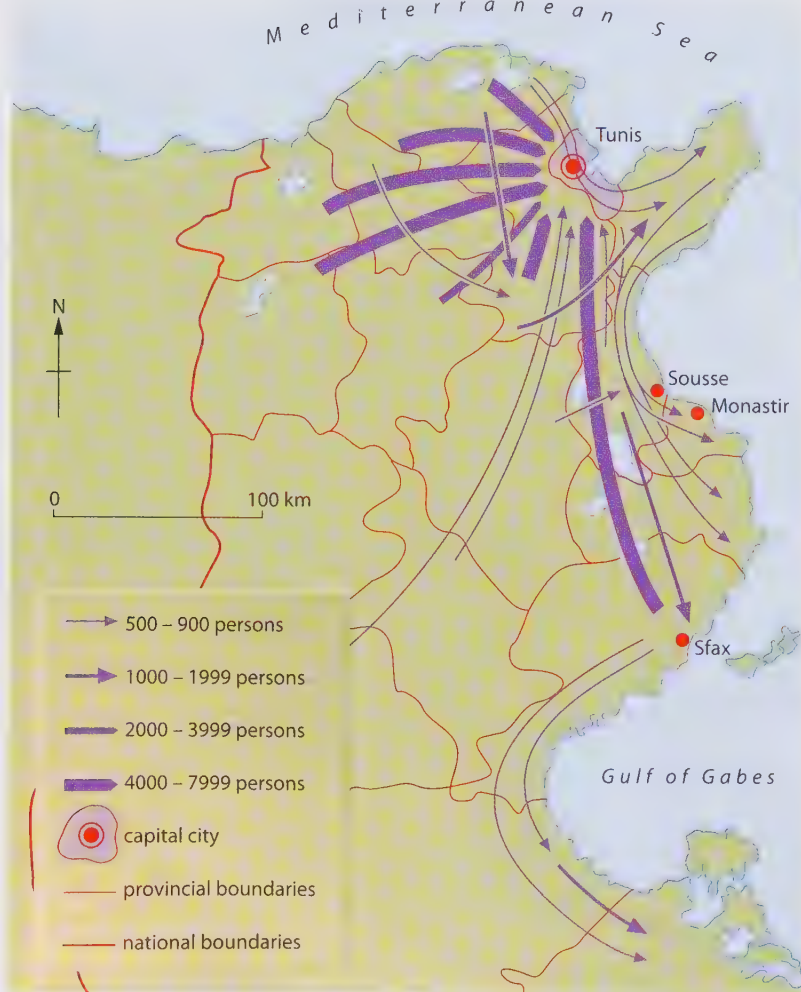 Mediterranean Sea
Tunis
N
Sousse
Monastir
0 100 km
500 – 900 persons
1000 – 1999 persons
2000 – 3999 persons
4000 – 7999 persons
capital city
provincial boundaries
national boundaries
Sfax
Gulf of Gabes